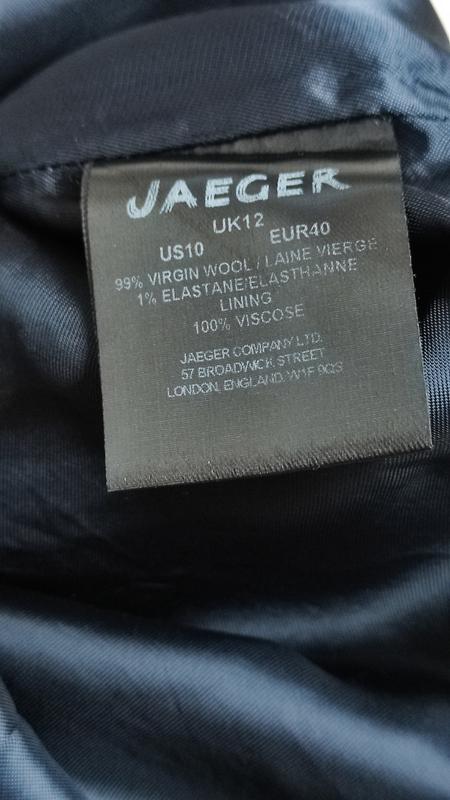 JAEGER
UK12
US10 EUR40
99% VIRGIN WOOL / LAINE VIERGE
1% ELASTANE/ELASTHANNE
LINING
100% VISCOSE
JAEGER COMPANY LTD.
57 BROADWICK STREET
LONDON, ENGLAND, W1F 9QS